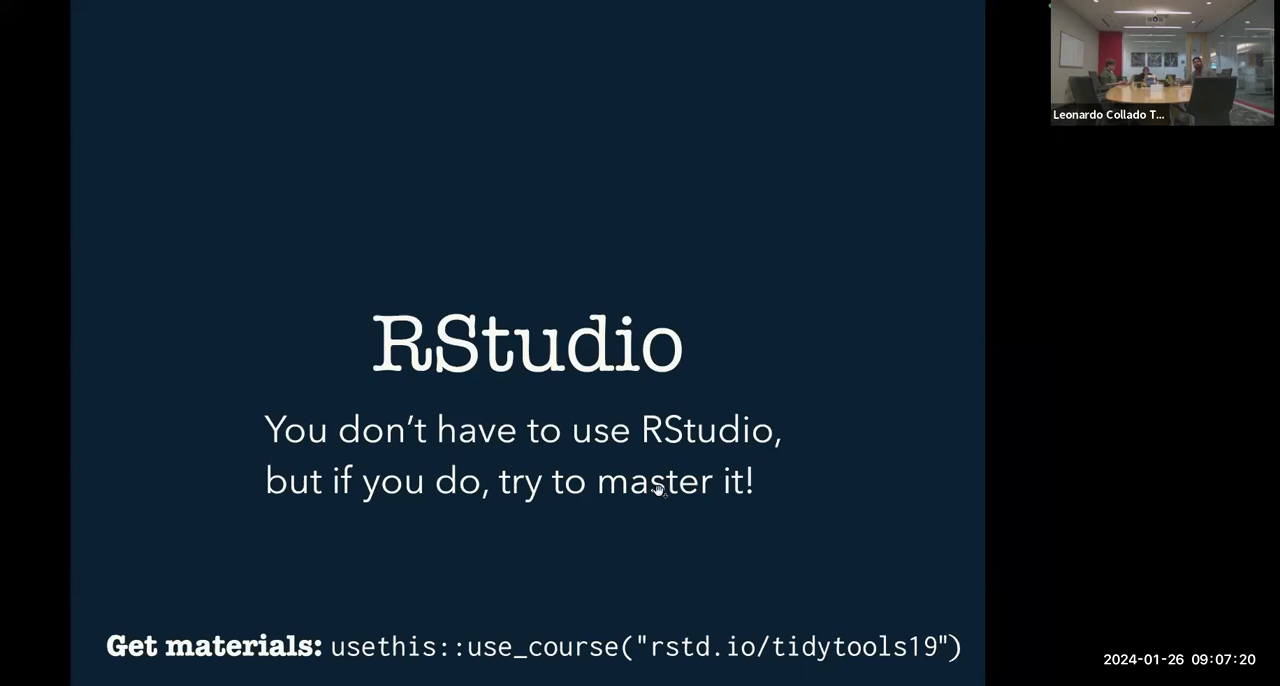 Leonardo Collado T...
RStudio
You don't have to use RStudio,
but if you do, try to master it!
Get materials: usethis::use_course("rstd.io/tidytools19")
2024-01-26 09:07:20